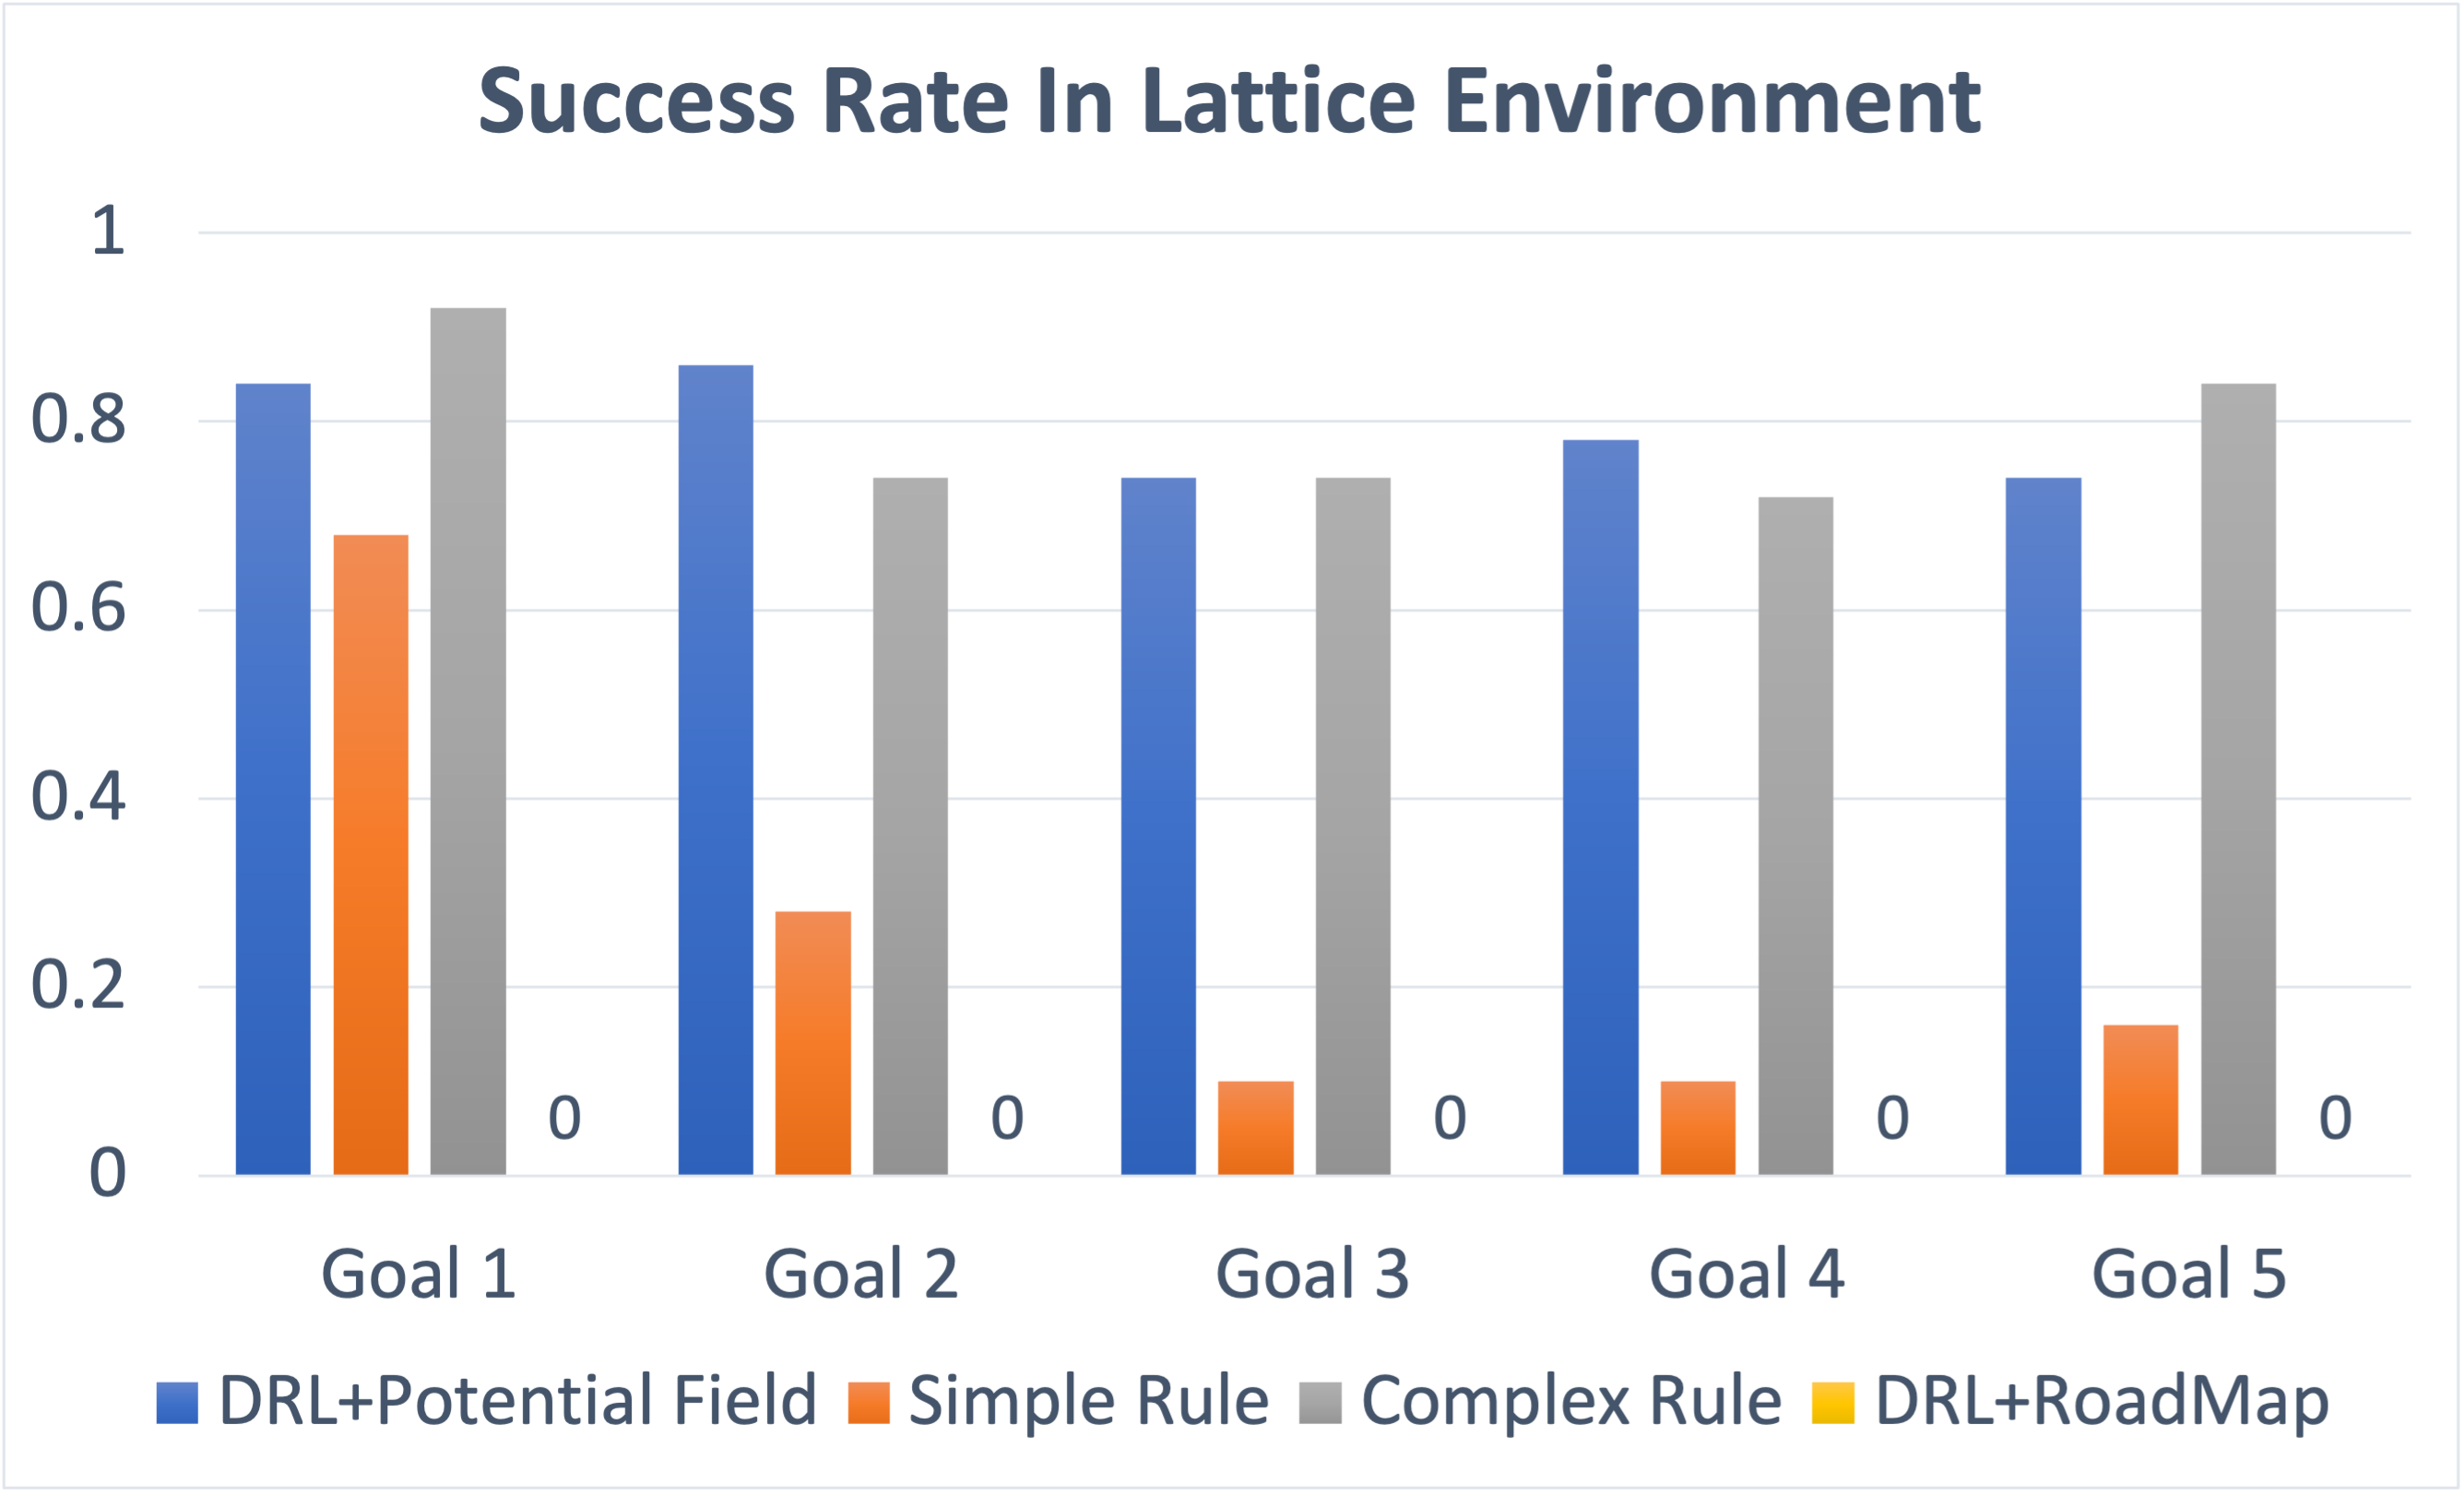 Success Rate In Lattice Environment
1
0.8
0.6
0.4
0.2
0
0 0 0 0 0
Goal 1 Goal 2 Goal 3 Goal 4 Goal 5
DRL+Potential Field Simple Rule Complex Rule DRL+RoadMap